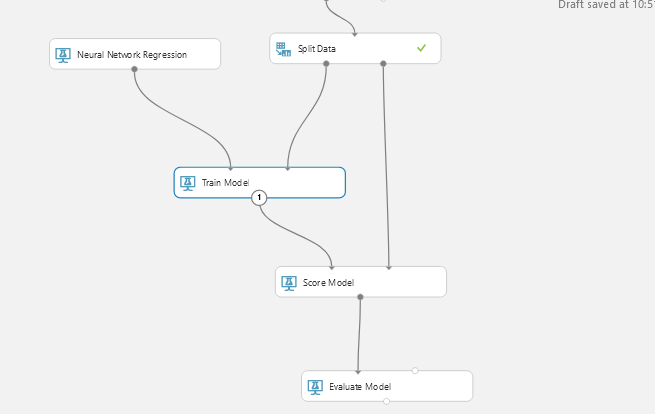 Draft saved at 10:5
Split Data
Neural Network Regression
Train Model
1
Score Model
Evaluate Model